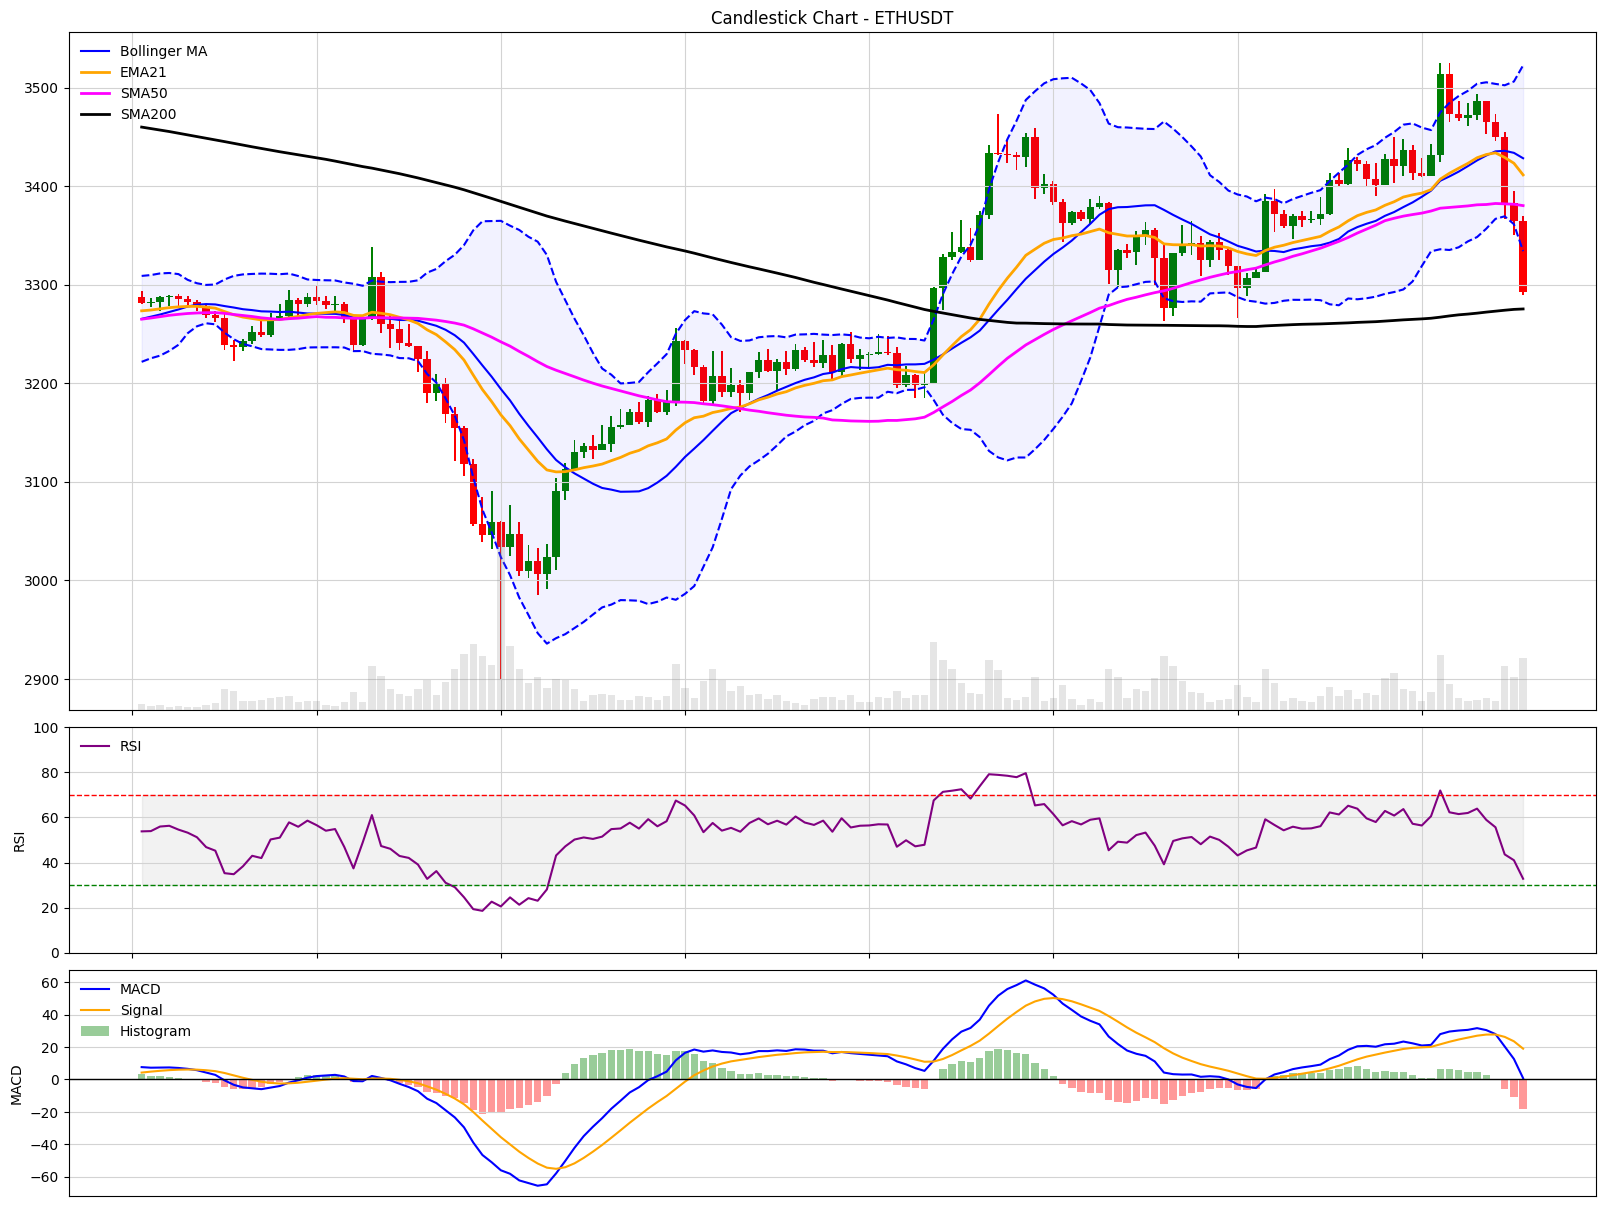 Candlestick Chart - ETHUSDT
Bollinger MA
EMA21
SMA50
SMA200
3500
3400
3300
3200
3100
3000
2900
RSI
100
80
60
40
20
0
RSI
MACD
Signal
Histogram
60
40
20
0
−20
−40
−60
MACD